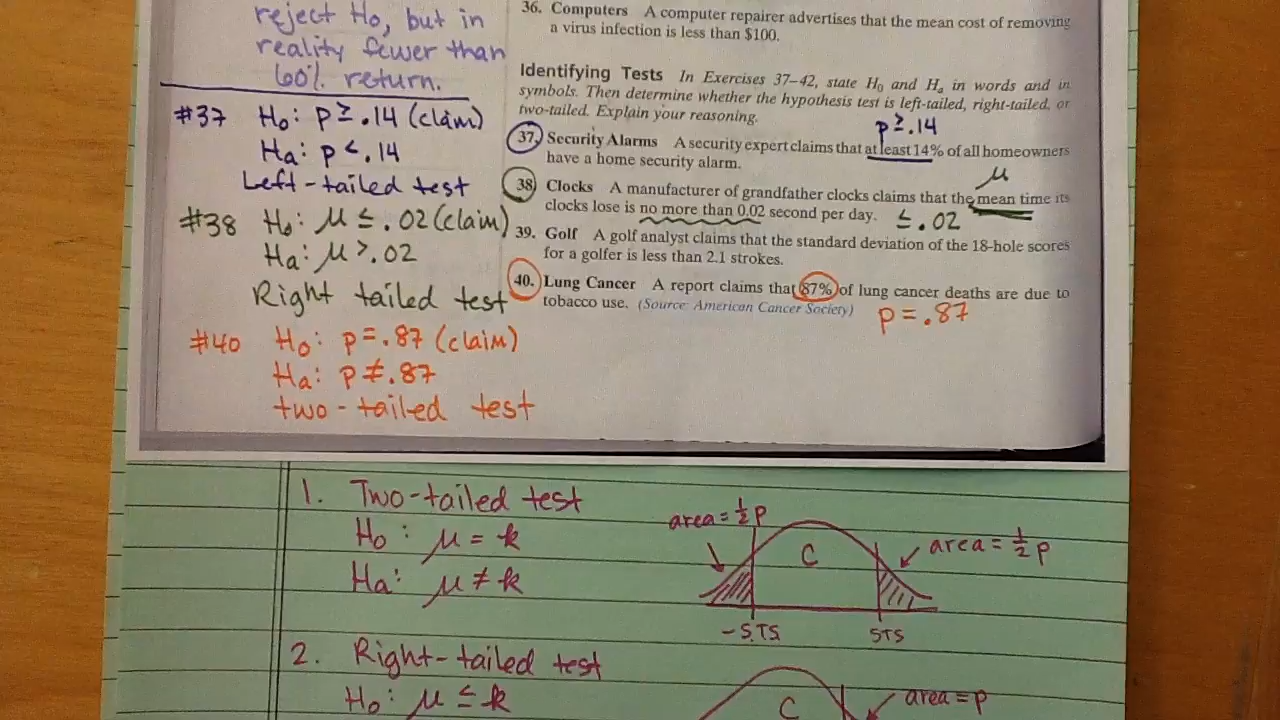 reject Ho, but in
reality fewer than
60% return.
#37 Ho: p ≥ .14 (claim)
Ha: p < .14
Left-tailed test
#38 Ho: μ ≤ .02 (claim)
Ha: μ > .02
Right tailed test
#40 Ho: p = .87 (claim)
Ha: p ≠ .87
two-tailed test
36. Computers A computer repairer advertises that the mean cost of removing
a virus infection is less than $100.
Identifying Tests In Exercises 37–42, state H0 and Ha in words and in
symbols. Then determine whether the hypothesis test is left-tailed, right-tailed, or
two-tailed. Explain your reasoning.
p ≥ .14
37. Security Alarms A security expert claims that at least 14% of all homeowners
have a home security alarm.
μ
38. Clocks A manufacturer of grandfather clocks claims that the mean time its
clocks lose is no more than 0.02 second per day. ≤ .02
39. Golf A golf analyst claims that the standard deviation of the 18-hole scores
for a golfer is less than 2.1 strokes.
40. Lung Cancer A report claims that 87% of lung cancer deaths are due to
tobacco use. (Source: American Cancer Society) p = .87
1. Two-tailed test
Ho: μ = k
Ha: μ ≠ k
area = ½p
C
area = ½p
-STS
STS
2. Right-tailed test
Ho: μ ≤ k
C
area = p